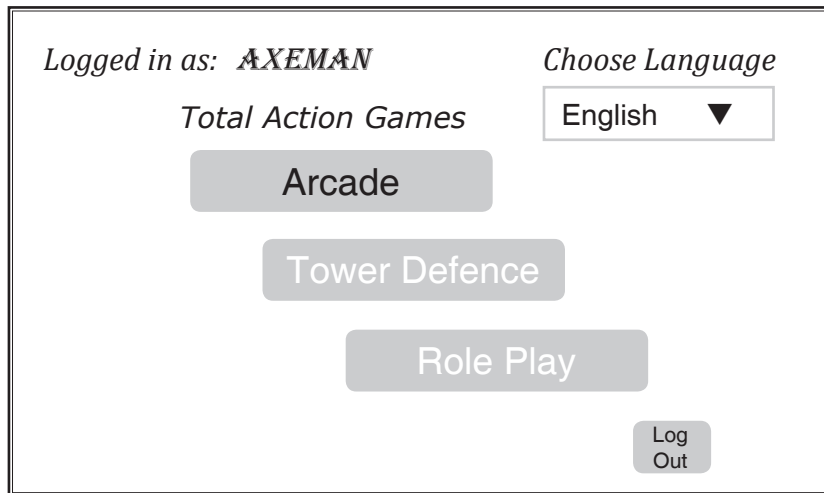 Logged in as: AXEMAN
Choose Language
Total Action Games
English ▼
Arcade
Tower Defence
Role Play
Log
Out